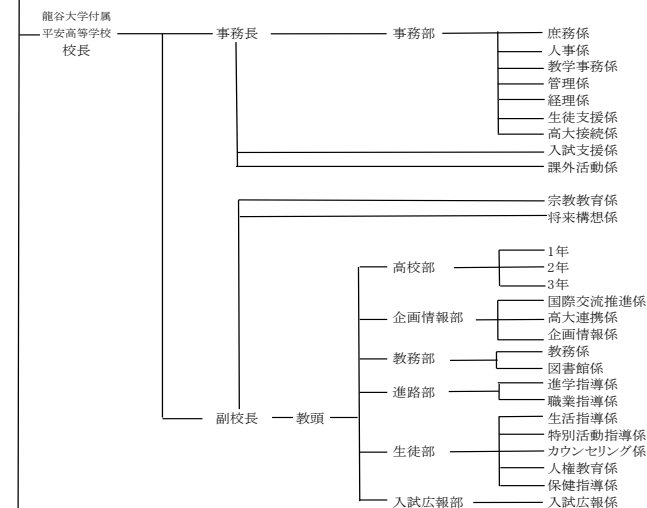 龍谷大学付属
平安高等学校
校長
事務長
事務部
庶務係
人事係
教学事務係
管理係
経理係
生徒支援係
高大接続係
入試支援係
課外活動係
宗教教育係
将来構想係
副校長
教頭
高校部
1年
2年
3年
企画情報部
国際交流推進係
高大連携係
企画情報係
教務部
教務係
図書館係
進路部
進学指導係
職業指導係
生徒部
生活指導係
特別活動指導係
カウンセリング係
人権教育係
保健指導係
入試広報部
入試広報係